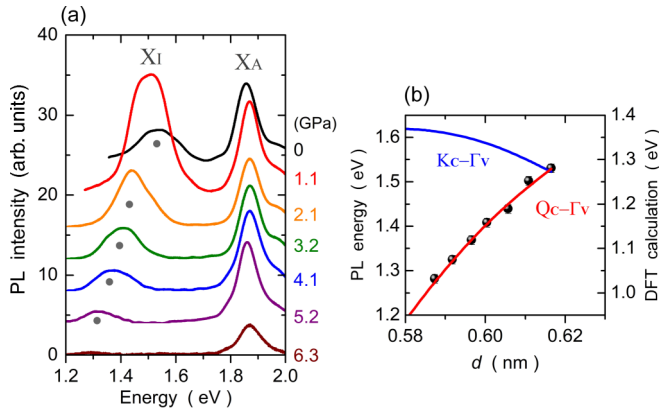 (a)
40
30
20
10
0
PL intensity (arb. units)
X_I
X_A
(GPa)
0
1.1
2.1
3.2
4.1
5.2
6.3
1.2 1.4 1.6 1.8 2.0
Energy ( eV)
(b)
1.6
1.5
1.4
1.3
1.2
PL energy ( eV)
Kc–Γv
Qc–Γv
1.4
1.3
1.2
1.1
1.0
DFT calculation ( eV)
0.58 0.60 0.62
d ( nm)